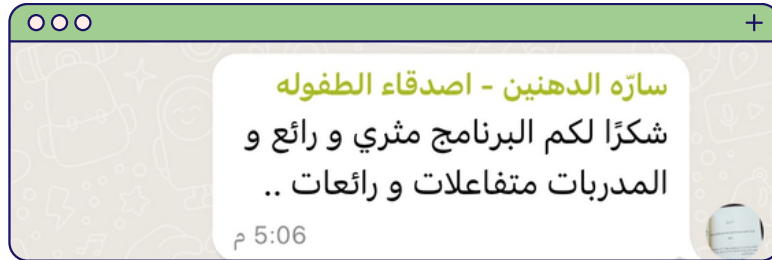 سارّه الدهنين - اصدقاء الطفوله
شكرًا لكم البرنامج مثري و رائع و
المدربات متفاعلات و رائعات ..
5:06 م